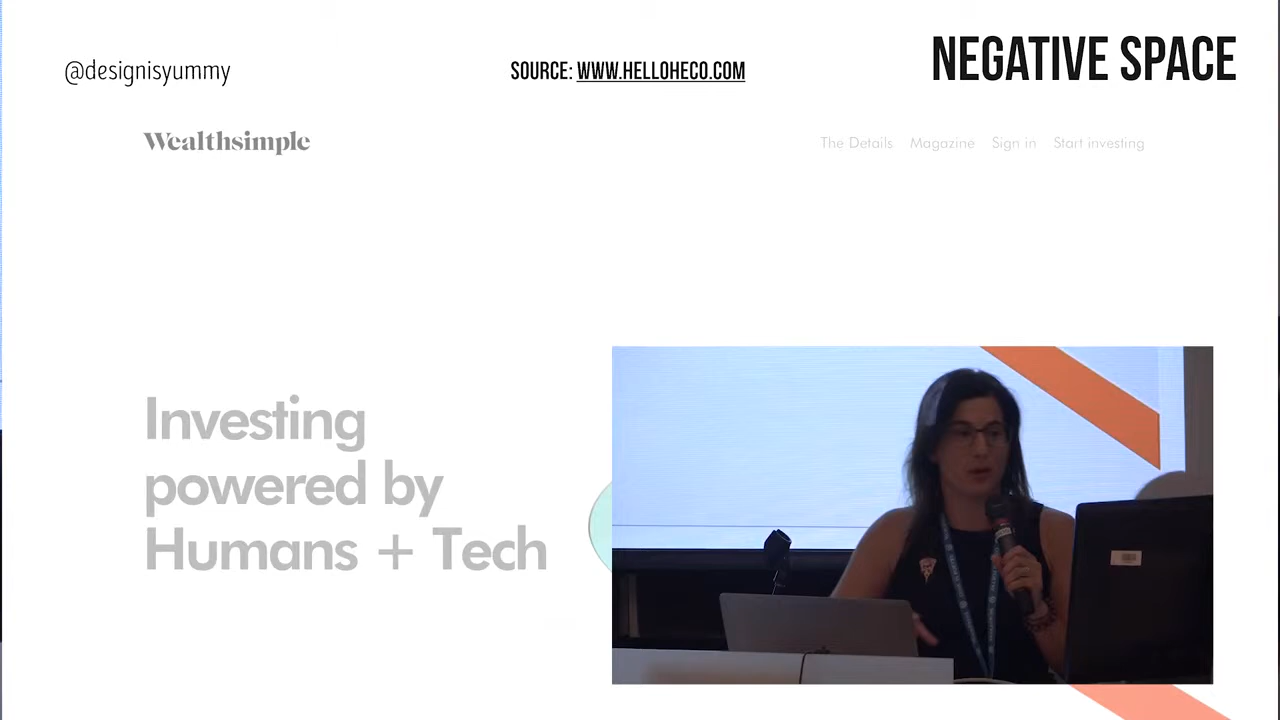 @designisyummy
SOURCE: WWW.HELLOHECO.COM
NEGATIVE SPACE
Wealthsimple
The Details Magazine Sign in Start investing
Investing
powered by
Humans + Tech